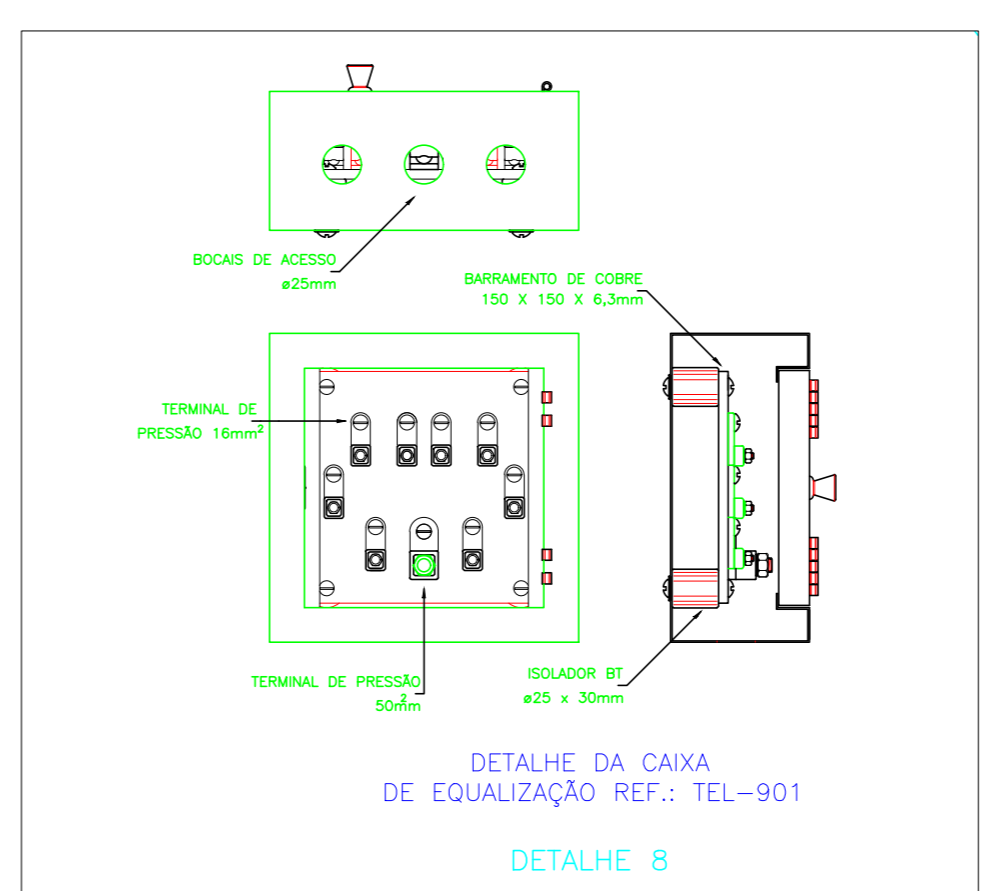 BOCAIS DE ACESSO
ø25mm
BARRAMENTO DE COBRE
150 X 150 X 6,3mm
TERMINAL DE
PRESSÃO 16mm²
TERMINAL DE PRESSÃO
50mm²
ISOLADOR BT
ø25 x 30mm
DETALHE DA CAIXA
DE EQUALIZAÇÃO REF.: TEL-901
DETALHE 8